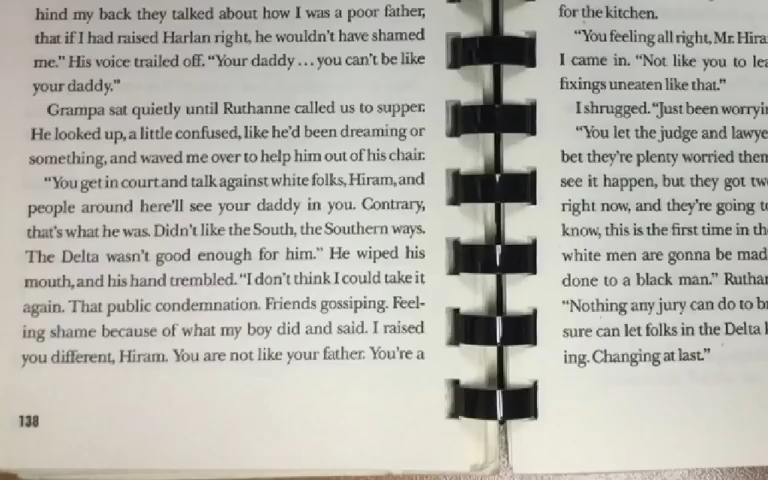 hind my back they talked about how I was a poor father,
that if I had raised Harlan right, he wouldn't have shamed
me." His voice trailed off. "Your daddy . . . you can't be like
your daddy."
Grampa sat quietly until Ruthanne called us to supper.
He looked up, a little confused, like he'd been dreaming or
something, and waved me over to help him out of his chair.
"You get in court and talk against white folks, Hiram, and
people around here'll see your daddy in you. Contrary,
that's what he was. Didn't like the South, the Southern ways.
The Delta wasn't good enough for him." He wiped his
mouth, and his hand trembled. "I don't think I could take it
again. That public condemnation. Friends gossiping. Feel-
ing shame because of what my boy did and said. I raised
you different, Hiram. You are not like your father. You're a
138
for the kitchen.
"You feeling all right, Mr. Hira
I came in. "Not like you to lea
fixings uneaten like that."
I shrugged. "Just been worryin
"You let the judge and lawye
bet they're plenty worried them
see it happen, but they got tw
right now, and they're going to
know, this is the first time in th
white men are gonna be mad
done to a black man." Ruthan
"Nothing any jury can do to br
sure can let folks in the Delta k
ing. Changing at last."